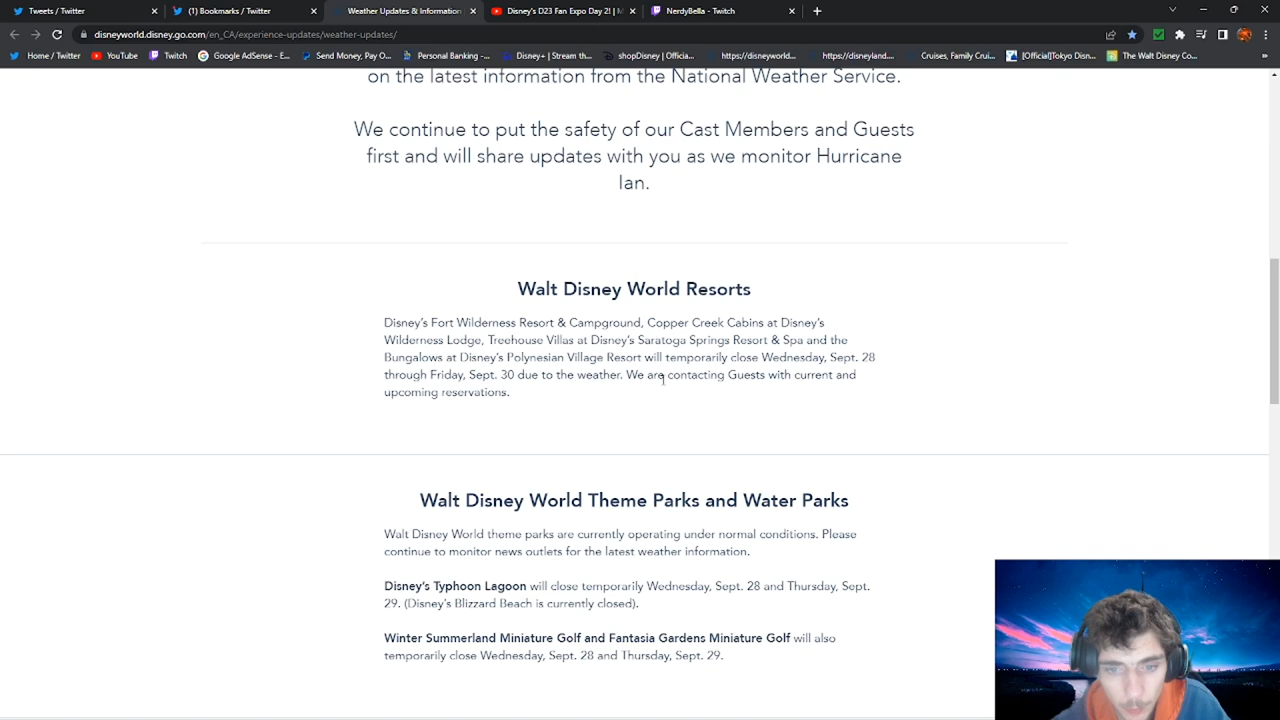 Tweets / Twitter
(1) Bookmarks / Twitter
Weather Updates & Information
Disney's D23 Fan Expo Day 2! | M
NerdyBella - Twitch
disneyworld.disney.go.com/en_CA/experience-updates/weather-updates/
Home / Twitter
YouTube
Twitch
Google AdSense - E...
Send Money, Pay O...
Personal Banking -...
Disney+ | Stream th...
shopDisney | Officia...
https://disneyworld...
https://disneyland....
Cruises, Family Crui...
[Official]Tokyo Disn...
The Walt Disney Co...
on the latest information from the National Weather Service.
We continue to put the safety of our Cast Members and Guests
first and will share updates with you as we monitor Hurricane
Ian.
Walt Disney World Resorts
Disney's Fort Wilderness Resort & Campground, Copper Creek Cabins at Disney's
Wilderness Lodge, Treehouse Villas at Disney's Saratoga Springs Resort & Spa and the
Bungalows at Disney's Polynesian Village Resort will temporarily close Wednesday, Sept. 28
through Friday, Sept. 30 due to the weather. We are contacting Guests with current and
upcoming reservations.
Walt Disney World Theme Parks and Water Parks
Walt Disney World theme parks are currently operating under normal conditions. Please
continue to monitor news outlets for the latest weather information.
Disney's Typhoon Lagoon will close temporarily Wednesday, Sept. 28 and Thursday, Sept.
29. (Disney's Blizzard Beach is currently closed).
Winter Summerland Miniature Golf and Fantasia Gardens Miniature Golf will also
temporarily close Wednesday, Sept. 28 and Thursday, Sept. 29.